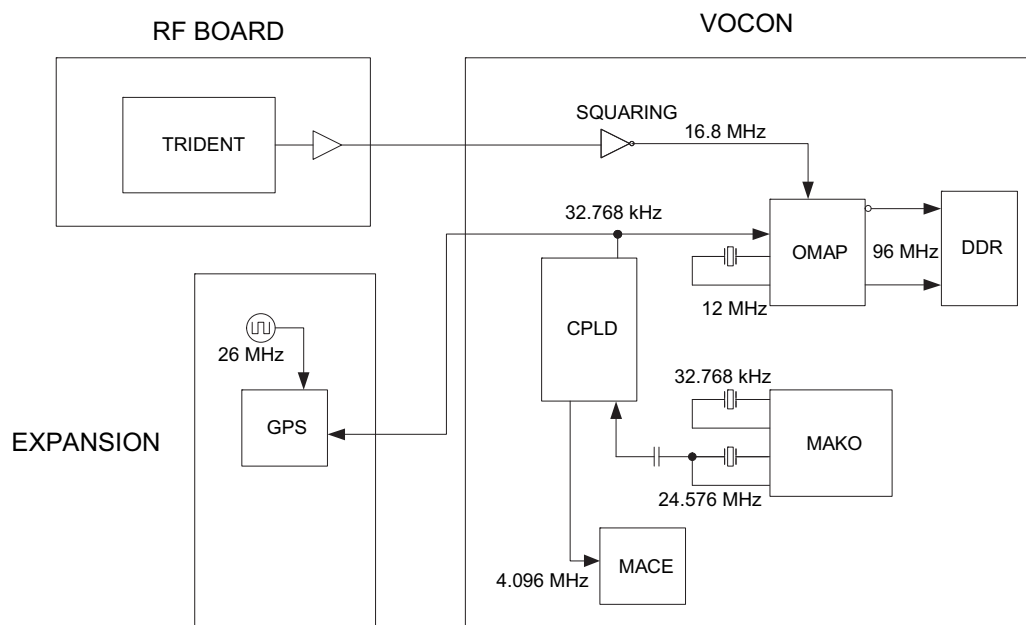 RF BOARD
VOCON
TRIDENT
SQUARING
16.8 MHz
32.768 kHz
OMAP
96 MHz
DDR
12 MHz
CPLD
26 MHz
GPS
EXPANSION
32.768 kHz
MAKO
24.576 MHz
4.096 MHz
MACE